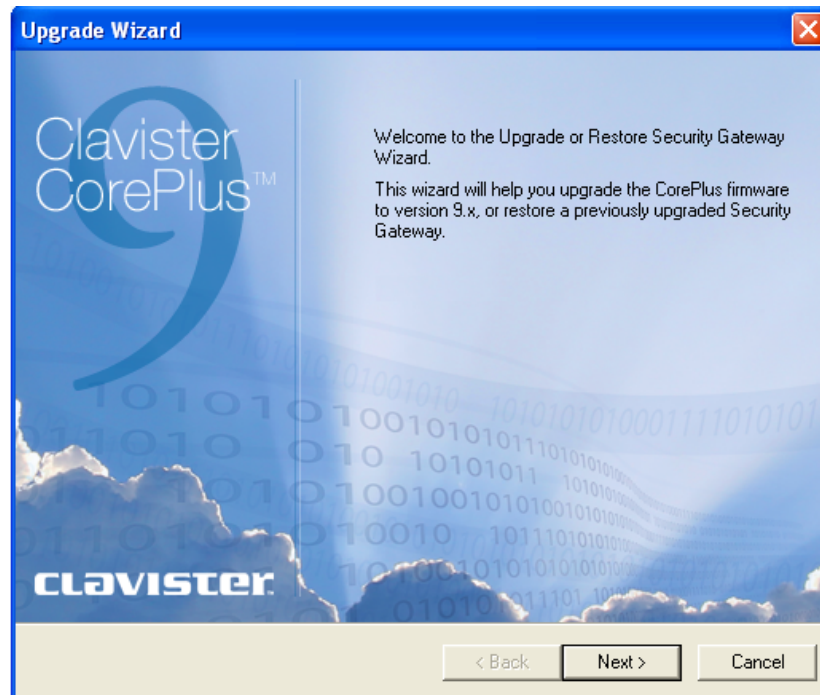 Upgrade Wizard
9
Clavister
CorePlus™
Welcome to the Upgrade or Restore Security Gateway
Wizard.
This wizard will help you upgrade the CorePlus firmware
to version 9.x, or restore a previously upgraded Security
Gateway.
CLAVISTER
< Back
Next >
Cancel